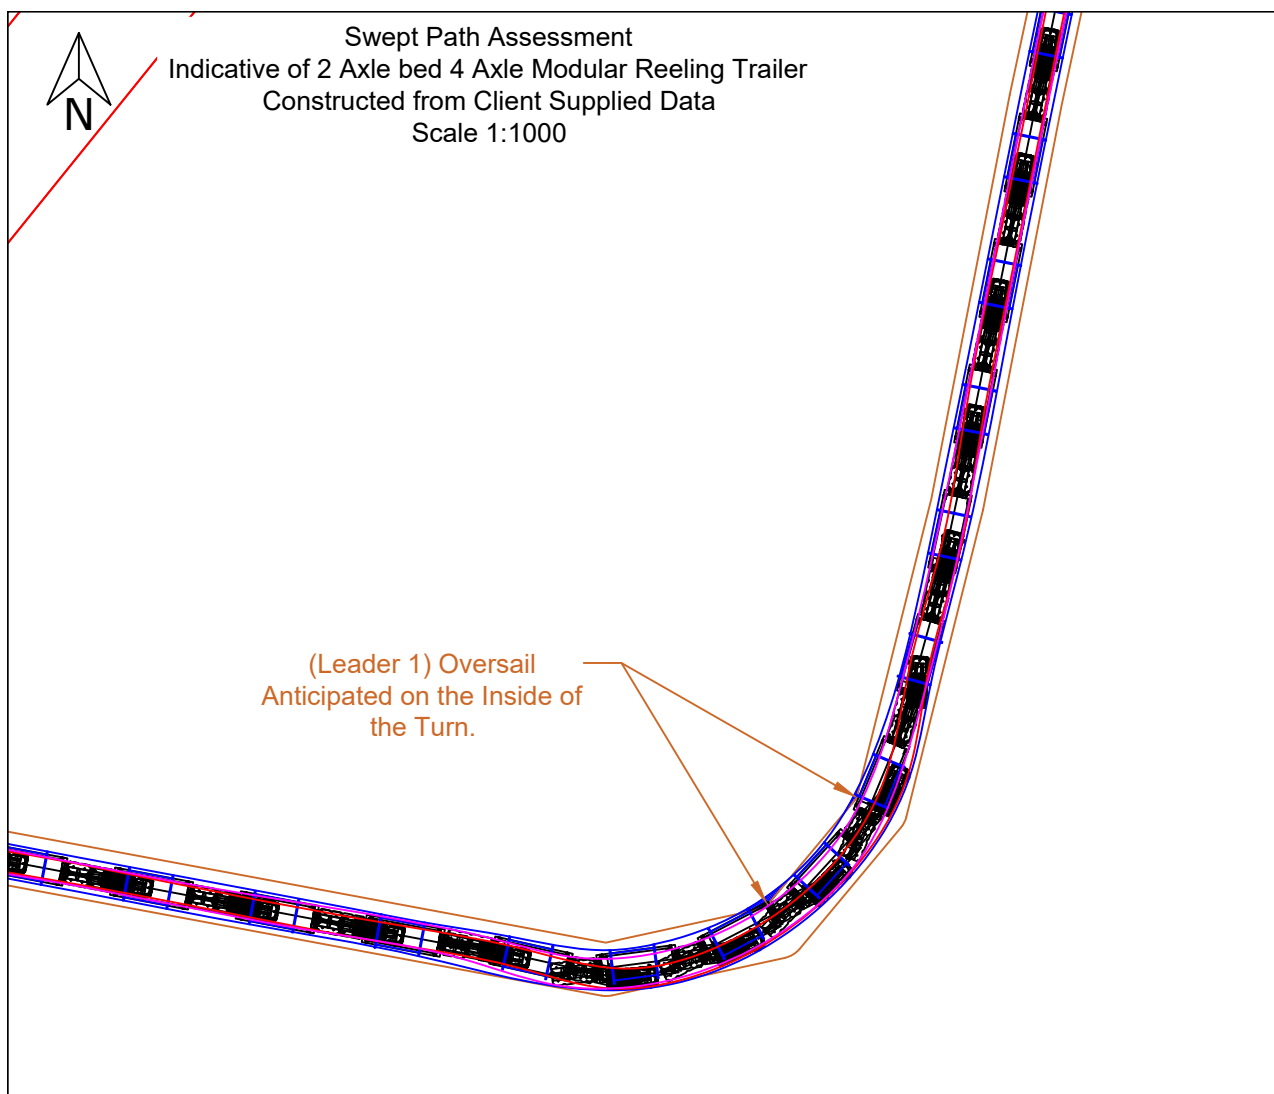 Swept Path Assessment
Indicative of 2 Axle bed 4 Axle Modular Reeling Trailer
Constructed from Client Supplied Data
Scale 1:1000
N
(Leader 1) Oversail
Anticipated on the Inside of
the Turn.